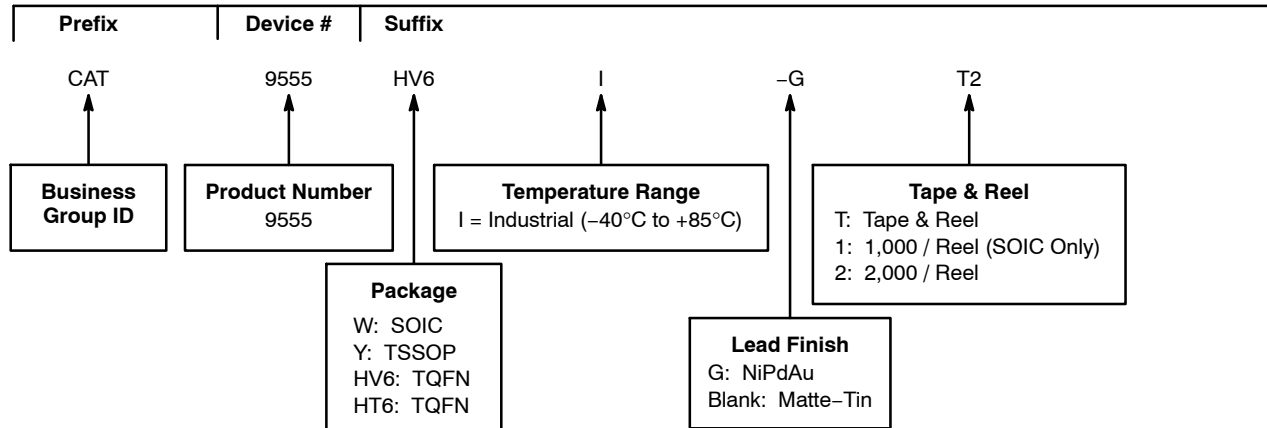 Prefix Device # Suffix
CAT 9555 HV6 I −G T2
Business
Group ID
Product Number
9555
Temperature Range
I = Industrial (−40°C to +85°C)
Tape & Reel
T: Tape & Reel
1: 1,000 / Reel (SOIC Only)
2: 2,000 / Reel
Package
W: SOIC
Y: TSSOP
HV6: TQFN
HT6: TQFN
Lead Finish
G: NiPdAu
Blank: Matte−Tin